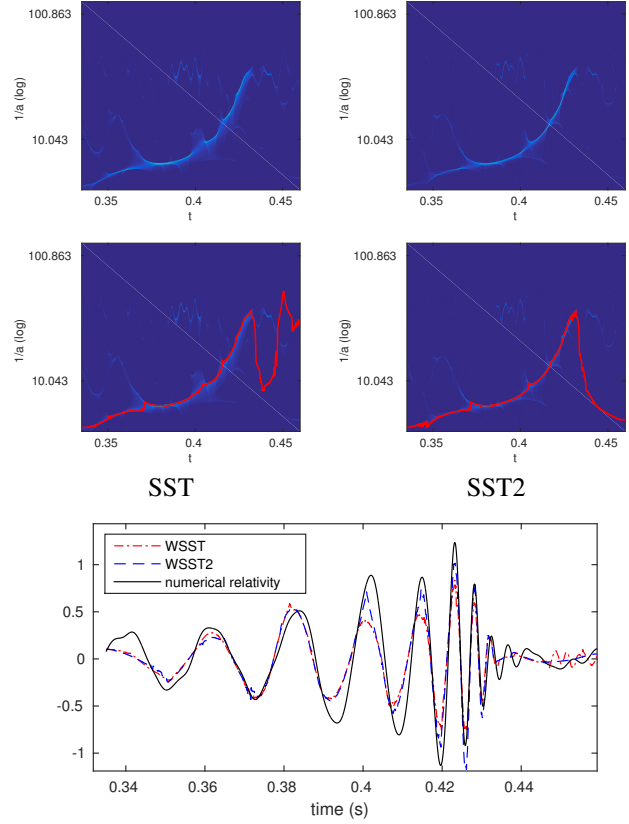 100.863
10.043
1/a (log)
0.35 0.4 0.45
t
100.863
10.043
1/a (log)
0.35 0.4 0.45
t
100.863
10.043
1/a (log)
0.35 0.4 0.45
t
100.863
10.043
1/a (log)
0.35 0.4 0.45
t
SST
SST2
WSST
WSST2
numerical relativity
1
0.5
0
-0.5
-1
0.34 0.36 0.38 0.4 0.42 0.44
time (s)